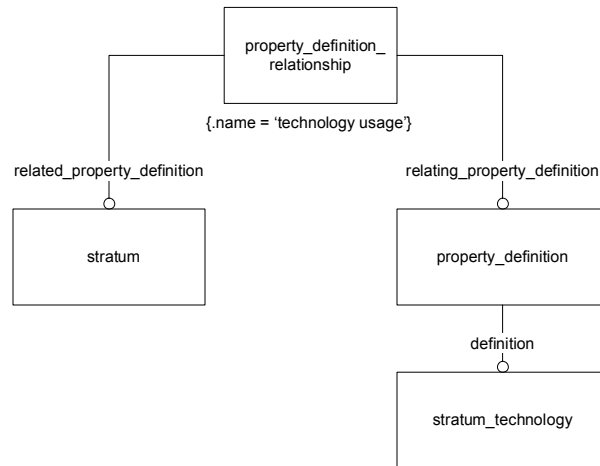 property_definition_
relationship
{.name = ‘technology usage’}
related_property_definition
relating_property_definition
stratum
property_definition
definition
stratum_technology